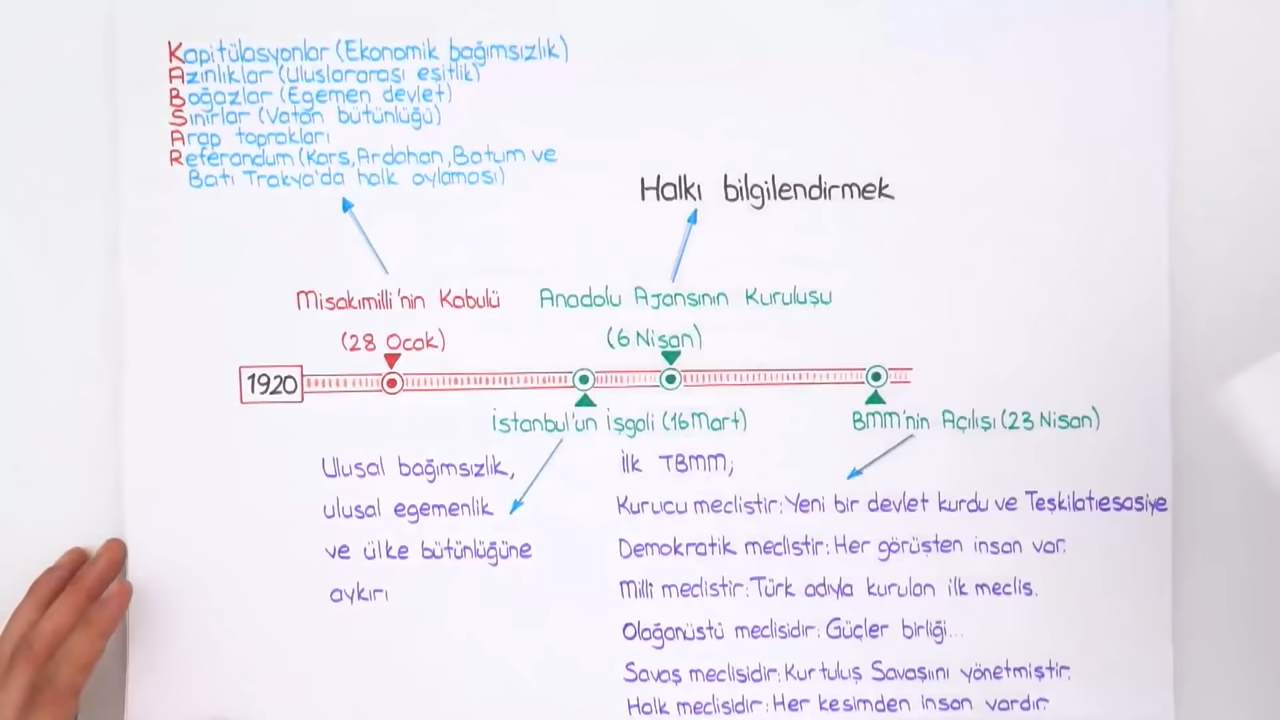 Kapitülasyonlar (Ekonomik bağımsızlık)
Azınlıklar (Uluslararası eşitlik)
Boğazlar (Egemen devlet)
Sınırlar (Vatan bütünlüğü)
Arap toprakları
Referandum (Kars, Ardahan, Batum ve
Batı Trakya'da halk oylaması)
Halkı bilgilendirmek
Misakımilli'nin Kabulü
(28 Ocak)
Anadolu Ajansının Kuruluşu
(6 Nisan)
1920
İstanbul'un İşgali (16 Mart)
BMM'nin Açılışı (23 Nisan)
Ulusal bağımsızlık,
ulusal egemenlik
ve ülke bütünlüğüne
aykırı
İlk TBMM;
Kurucu meclistir: Yeni bir devlet kurdu ve Teşkilatıesasiye
Demokratik meclistir: Her görüşten insan var.
Milli meclistir: Türk adıyla kurulan ilk meclis.
Olağanüstü meclisidir: Güçler birliği...
Savaş meclisidir: Kurtuluş Savaşıını yönetmiştir.
Halk meclisidir: Her kesimden insan vardır.